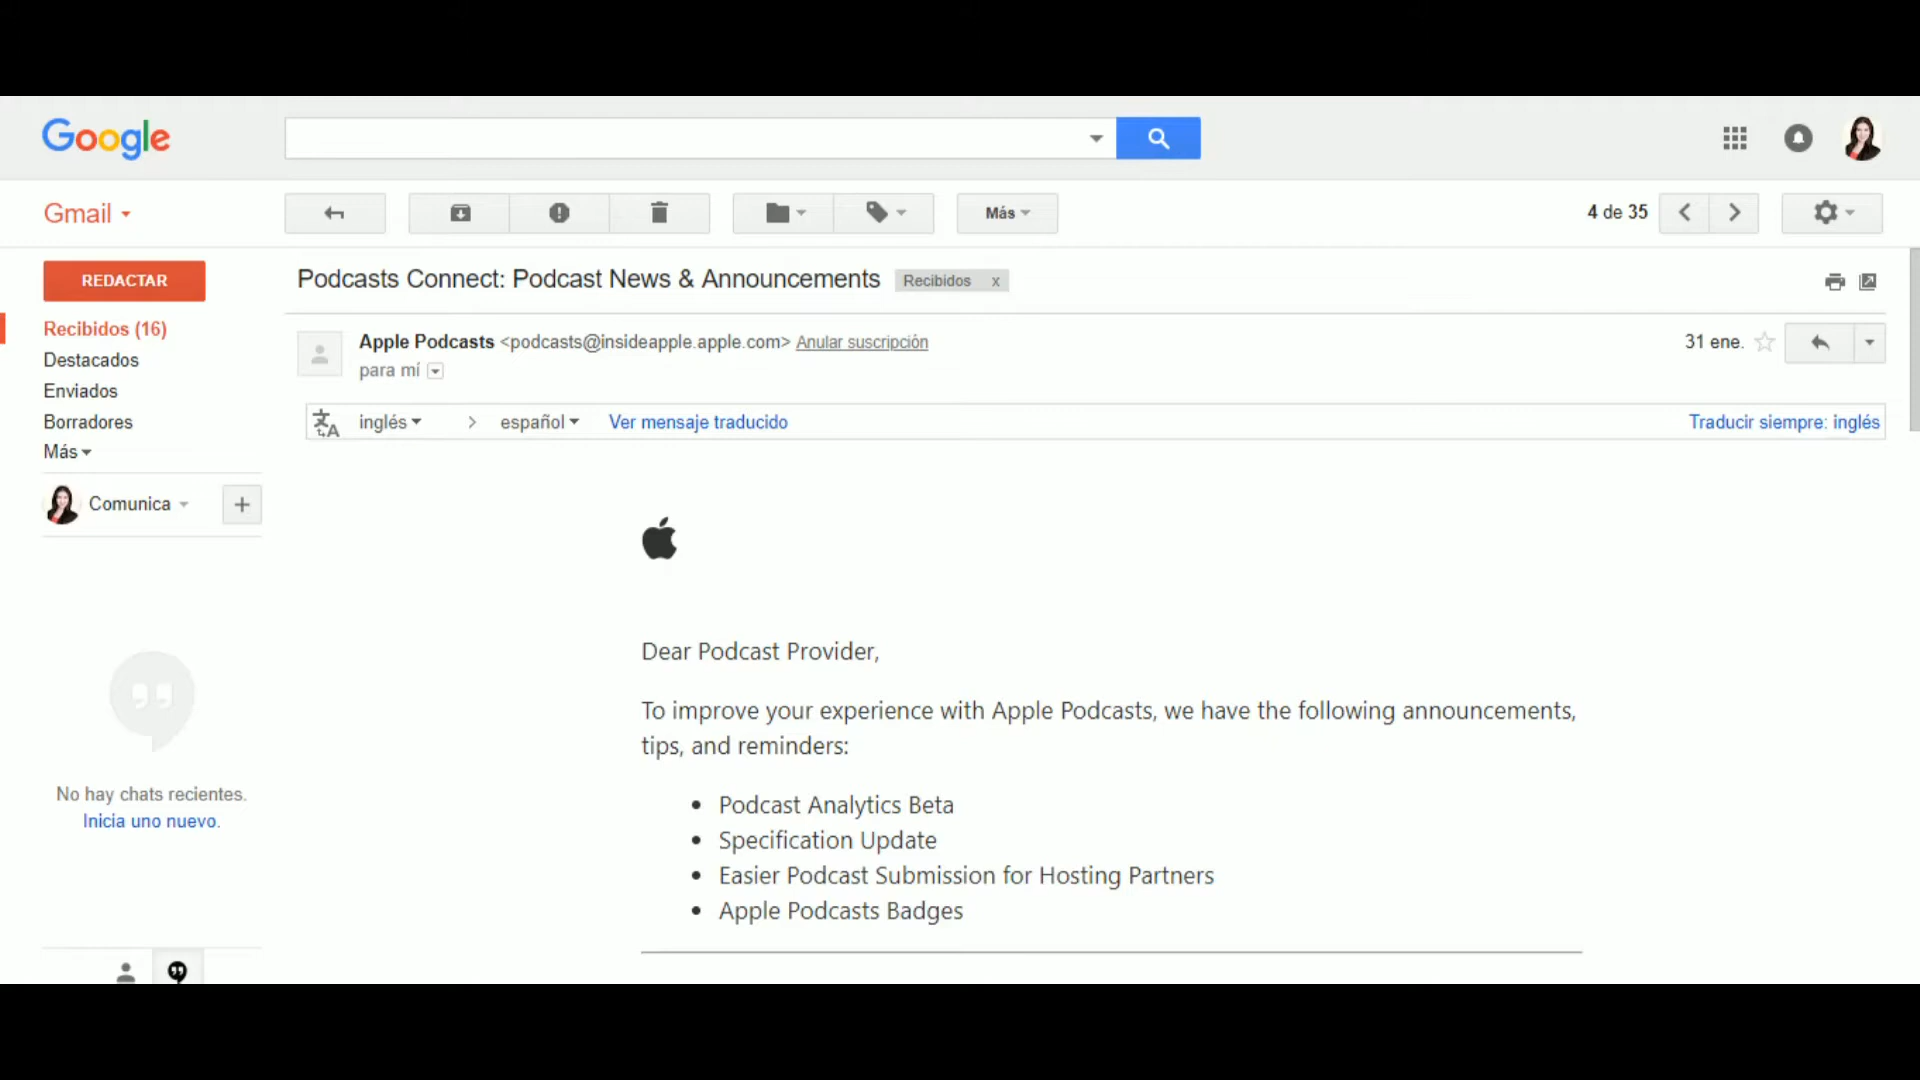 Google
Gmail
Más
4 de 35
REDACTAR
Podcasts Connect: Podcast News & Announcements
Recibidos x
Recibidos (16)
Destacados
Enviados
Borradores
Más
Apple Podcasts <podcasts@insideapple.apple.com> Anular suscripción
31 ene.
para mí
inglés > español Ver mensaje traducido
Traducir siempre: inglés
Comunica
+
Dear Podcast Provider,
To improve your experience with Apple Podcasts, we have the following announcements,
tips, and reminders:
• Podcast Analytics Beta
• Specification Update
• Easier Podcast Submission for Hosting Partners
• Apple Podcasts Badges
No hay chats recientes.
Inicia uno nuevo.